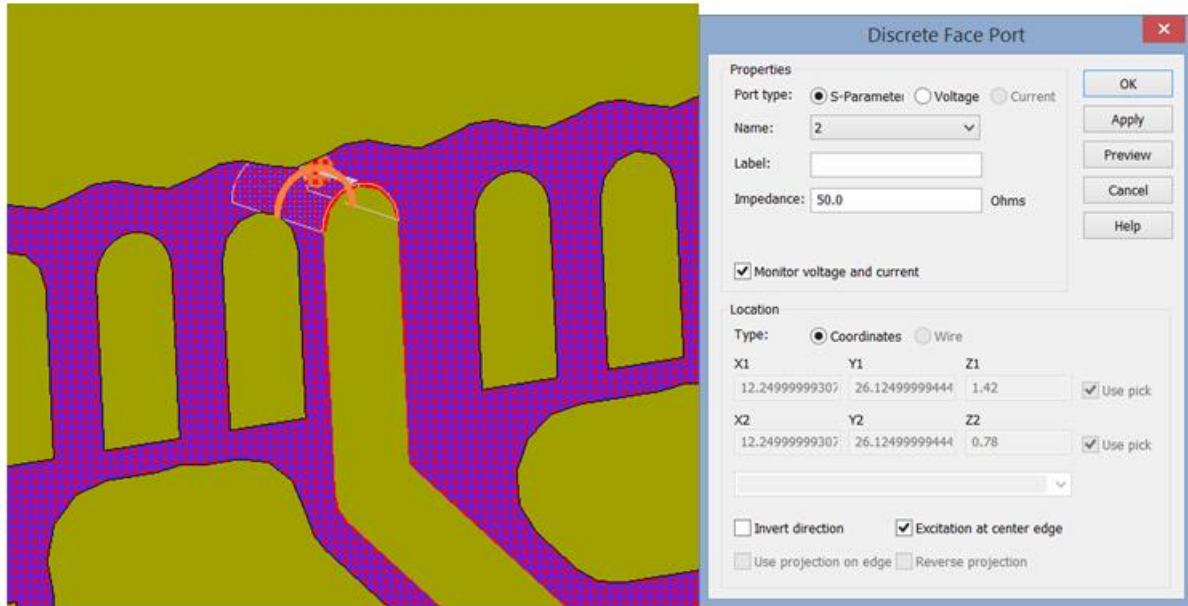 Discrete Face Port
Properties
Port type: S-Parameter Voltage Current
Name: 2
Label:
Impedance: 50.0 Ohms
Monitor voltage and current
OK
Apply
Preview
Cancel
Help
Location
Type: Coordinates Wire
X1 Y1 Z1
12.24999999307 26.12499999444 1.42 Use pick
X2 Y2 Z2
12.24999999307 26.12499999444 0.78 Use pick
Invert direction Excitation at center edge
Use projection on edge Reverse projection